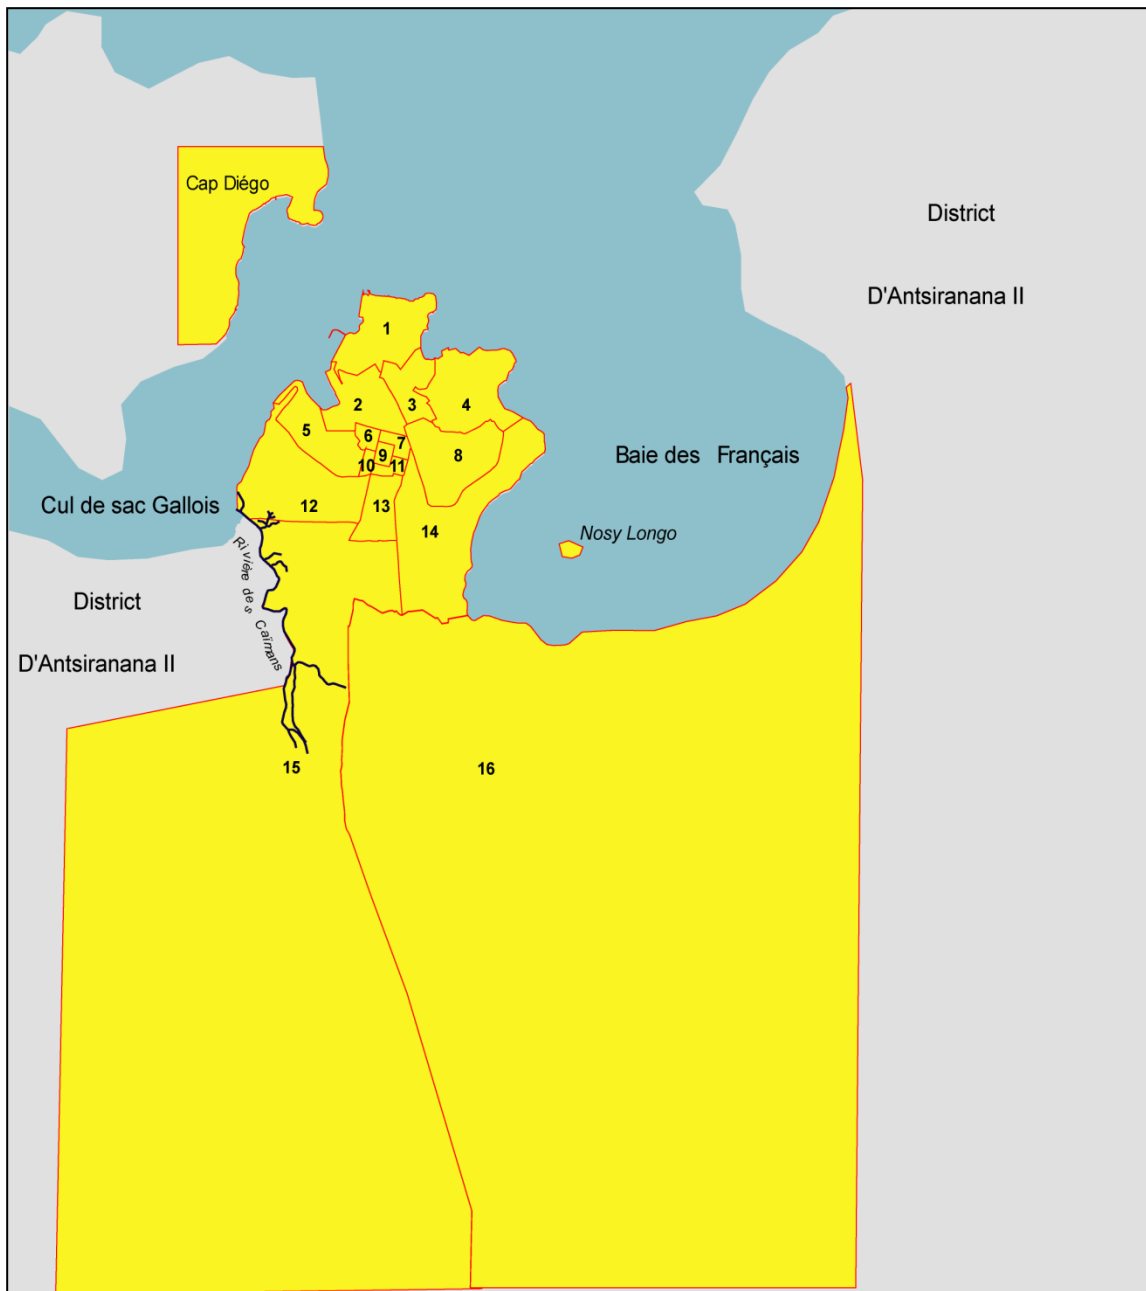 Cap Diégo
District
D'Antsiranana II
1
2
3
4
5
6
7
8
9
10
11
Baie des Français
Cul de sac Gallois
12
13
14
Nosy Longo
Rivière des Caïmans
District
D'Antsiranana II
15
16